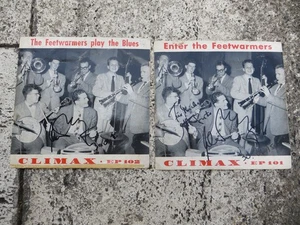 The Feetwarmers play the Blues
CLIMAX · EP 102
Enter the Feetwarmers
CLIMAX · EP 101